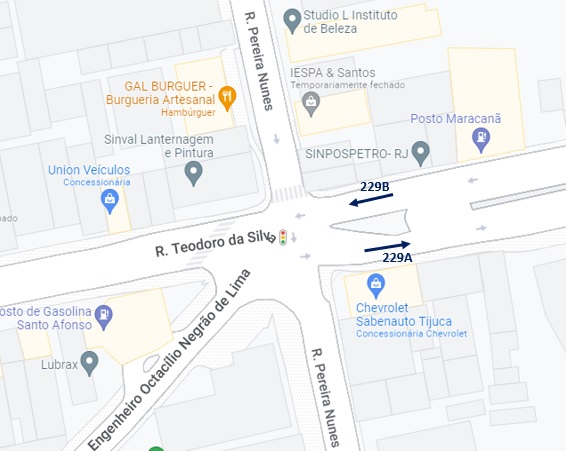 R. Pereira Nunes
Studio L Instituto
de Beleza
GAL BURGUER -
Burgueria Artesanal
Hambúrguer
IESPA & Santos
Temporariamente fechado
Posto Maracanã
Sinval Lanternagem
e Pintura
SINPOSPETRO- RJ
Union Veículos
Concessionária
229B
R. Teodoro da Silva
229A
Chevrolet
Sabenauto Tijuca
Concessionária Chevrolet
osto de Gasolina
Santo Afonso
Lubrax
Engenheiro Octacílio Negrão de Lima
R. Pereira Nunes